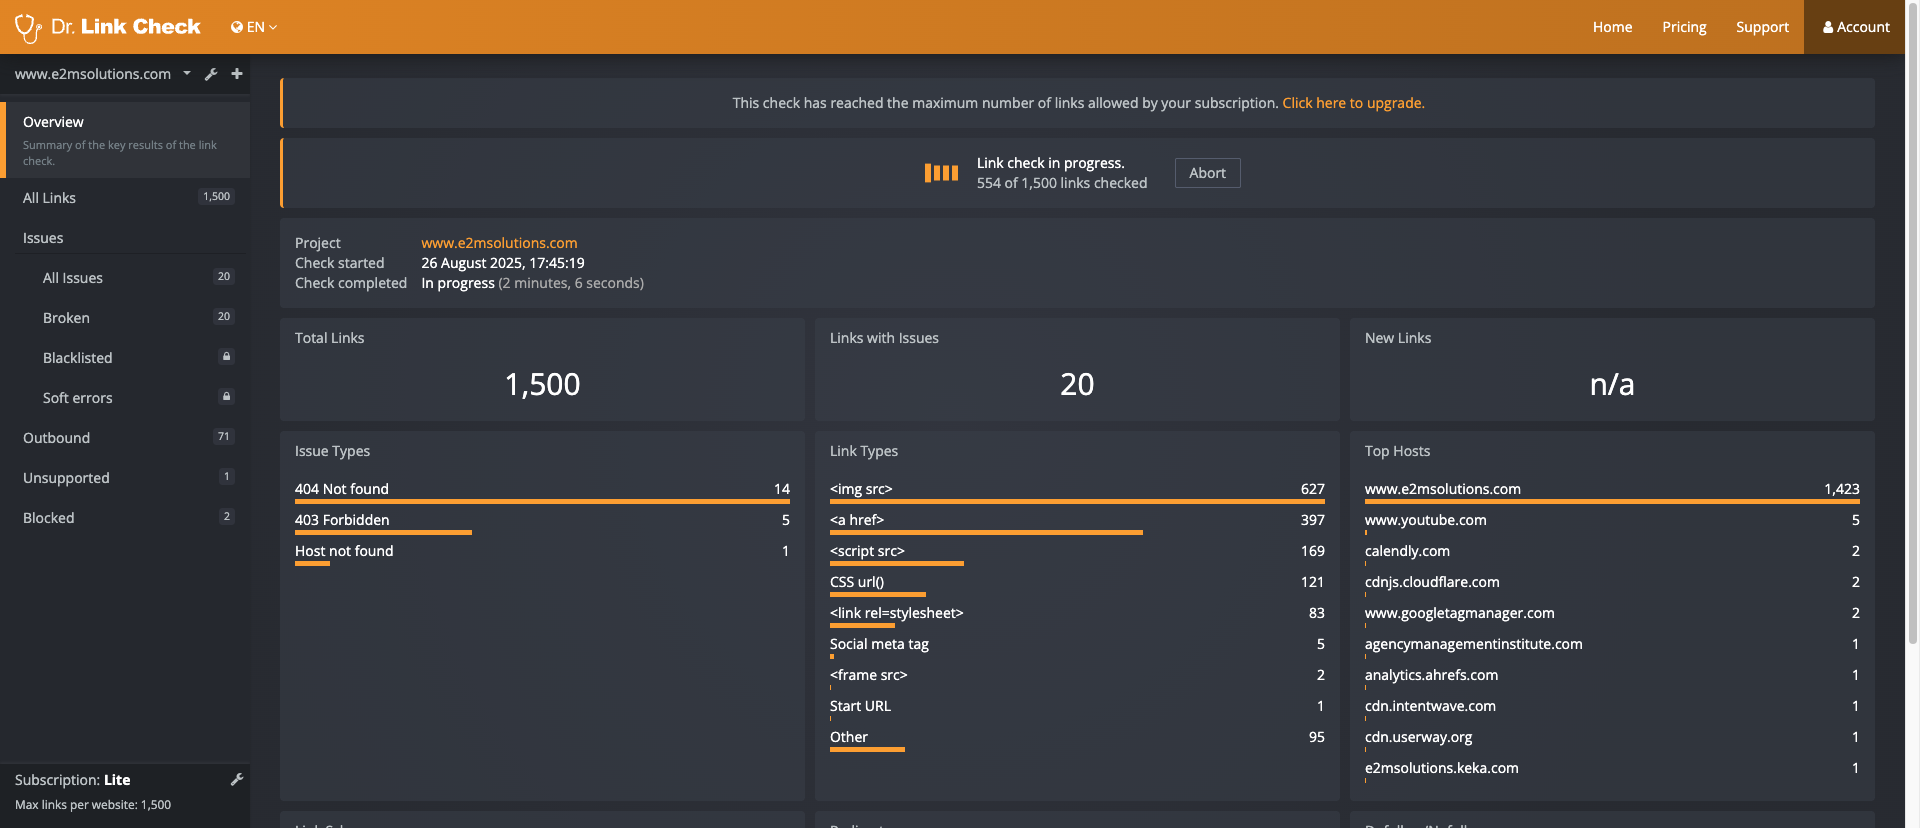 Dr. Link Check
EN
Home
Pricing
Support
Account
www.e2msolutions.com
Overview
Summary of the key results of the link
check.
All Links 1,500
Issues
All Issues 20
Broken 20
Blacklisted
Soft errors
Outbound 71
Unsupported 1
Blocked 2
Subscription: Lite
Max links per website: 1,500
This check has reached the maximum number of links allowed by your subscription. Click here to upgrade.
Link check in progress.
554 of 1,500 links checked
Abort
Project www.e2msolutions.com
Check started 26 August 2025, 17:45:19
Check completed In progress (2 minutes, 6 seconds)
Total Links
1,500
Links with Issues
20
New Links
n/a
Issue Types
404 Not found 14
403 Forbidden 5
Host not found 1
Link Types
<img src> 627
<a href> 397
<script src> 169
CSS url() 121
<link rel=stylesheet> 83
Social meta tag 5
<frame src> 2
Start URL 1
Other 95
Top Hosts
www.e2msolutions.com 1,423
www.youtube.com 5
calendly.com 2
cdnjs.cloudflare.com 2
www.googletagmanager.com 2
agencymanagementinstitute.com 1
analytics.ahrefs.com 1
cdn.intentwave.com 1
cdn.userway.org 1
e2msolutions.keka.com 1